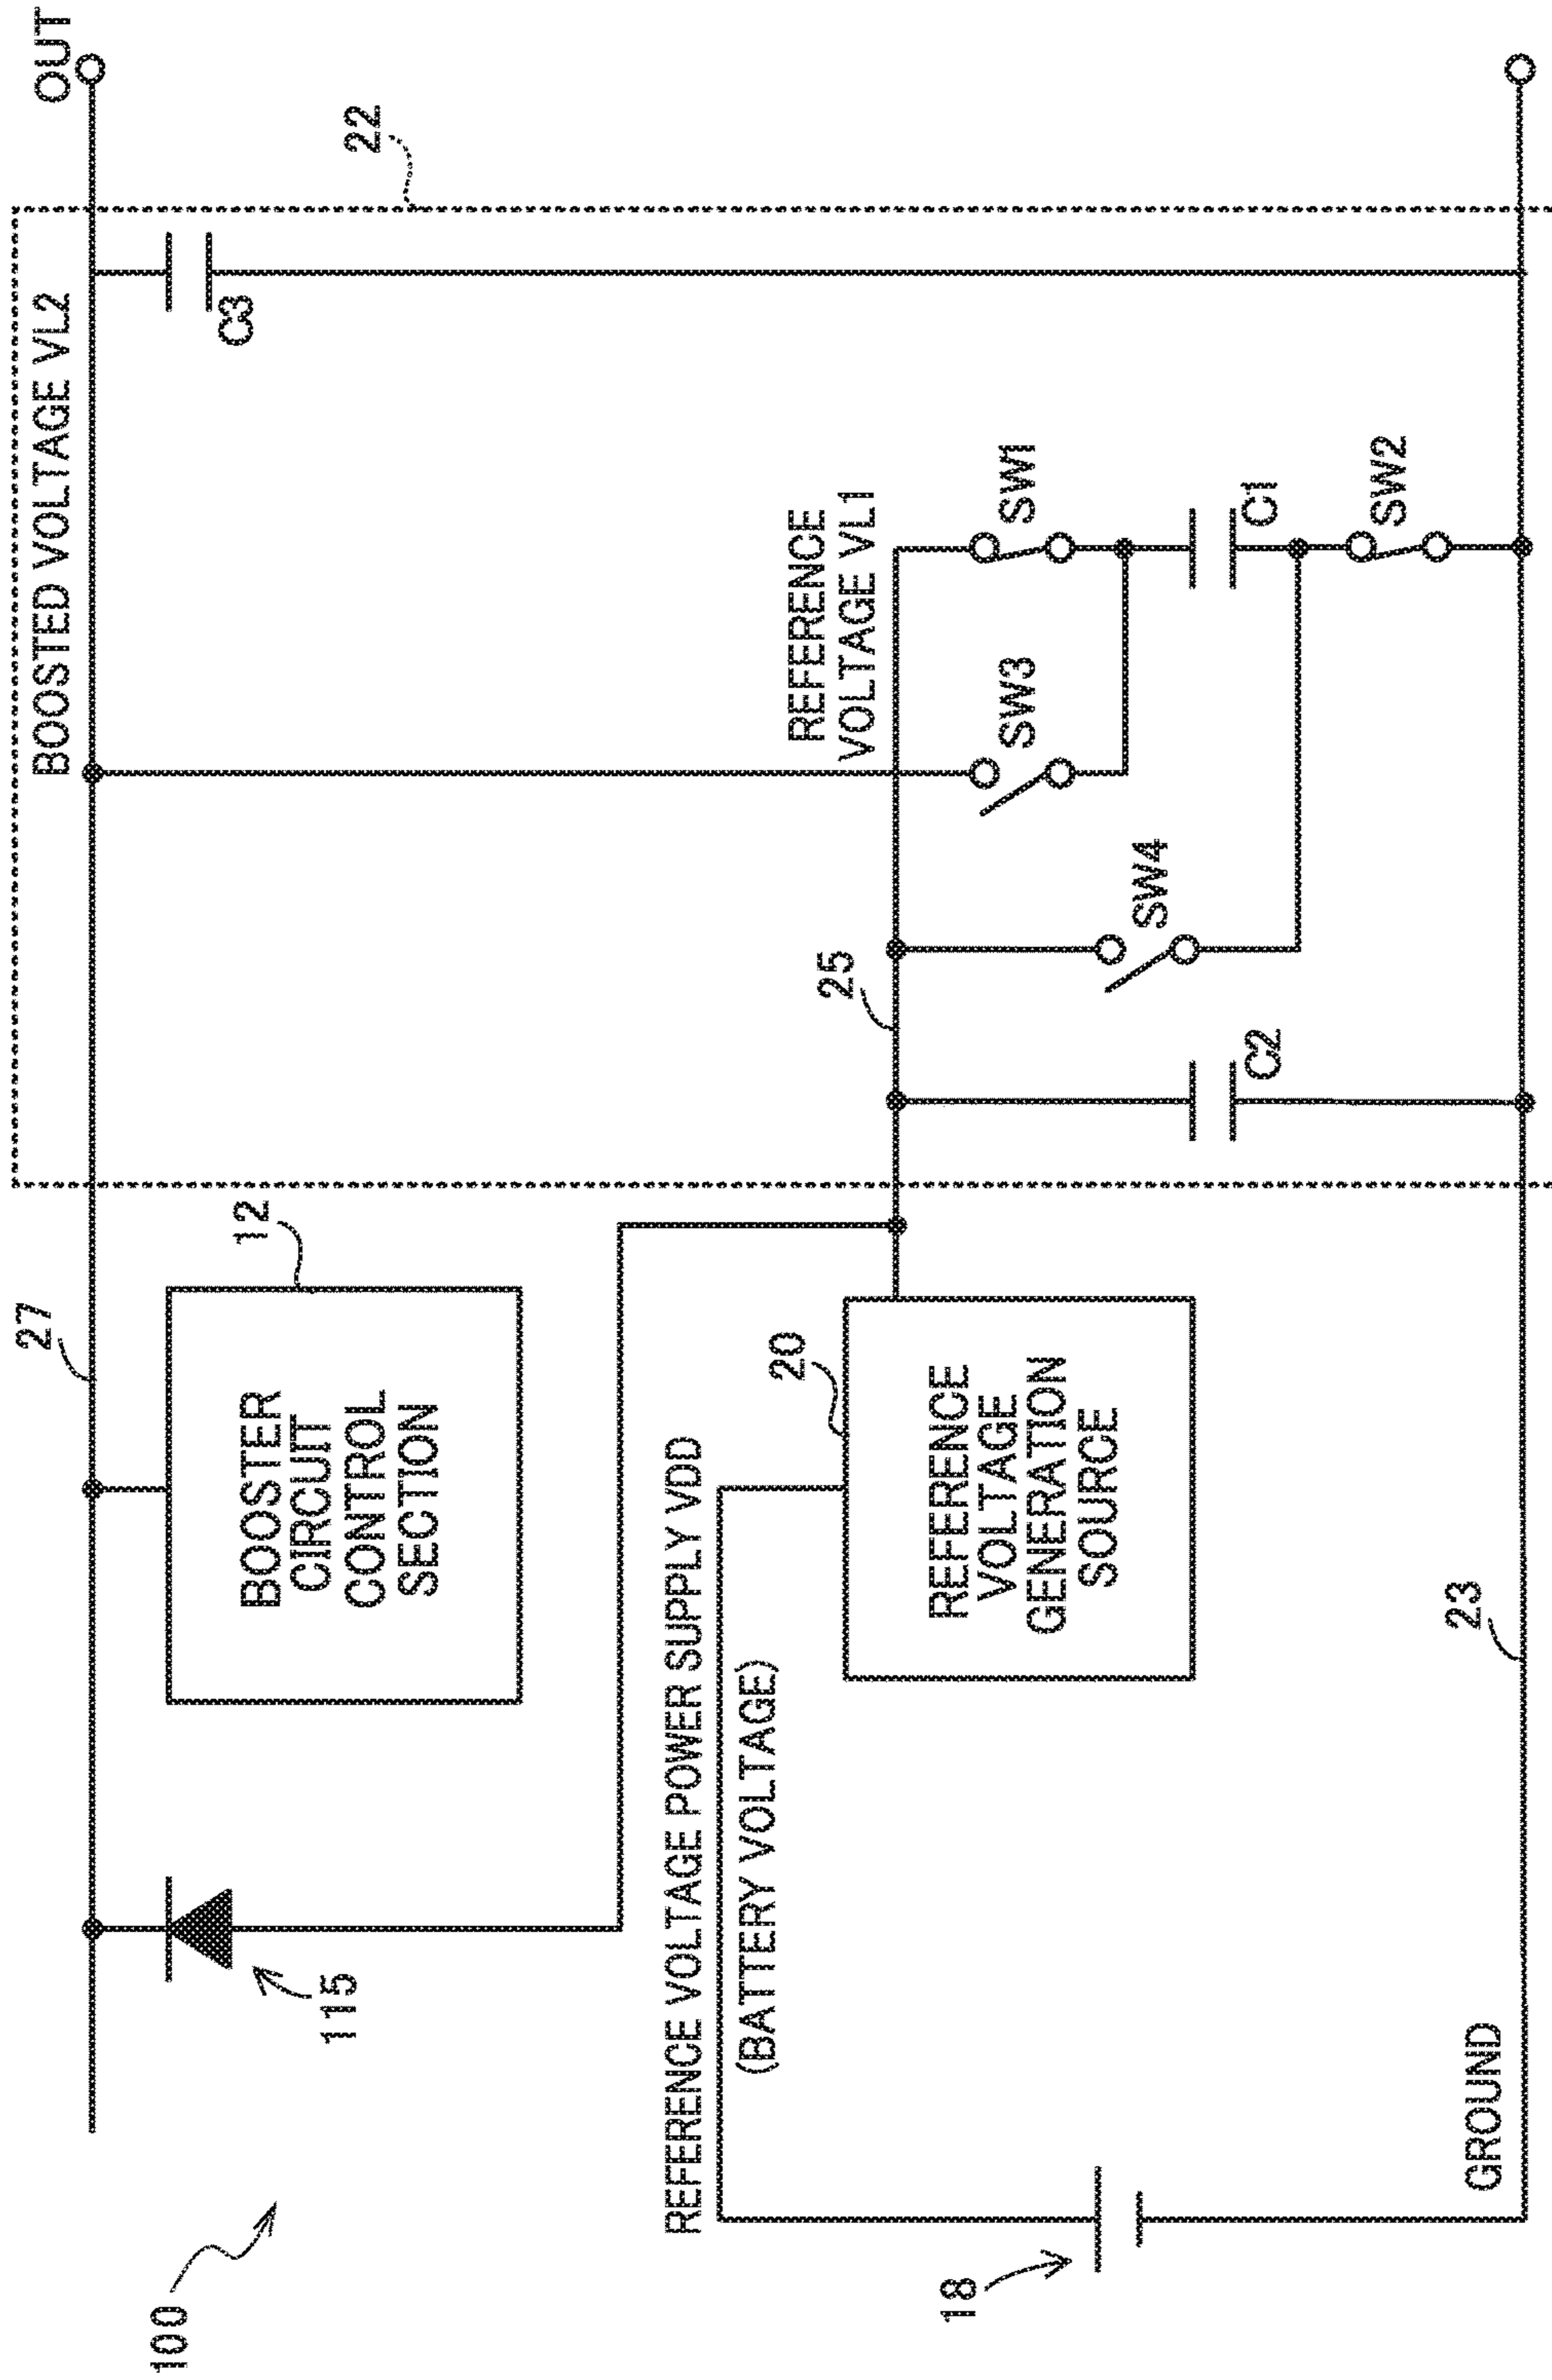 100
115
27
12
BOOSTER
CIRCUIT
CONTROL
SECTION
BOOSTED VOLTAGE VL2
OUT
22
C3
REFERENCE VOLTAGE POWER SUPPLY VDD
(BATTERY VOLTAGE)
20
REFERENCE
VOLTAGE
GENERATION
SOURCE
25
REFERENCE
VOLTAGE VL1
SW1
SW3
SW4
C1
C2
SW2
18
GROUND
23